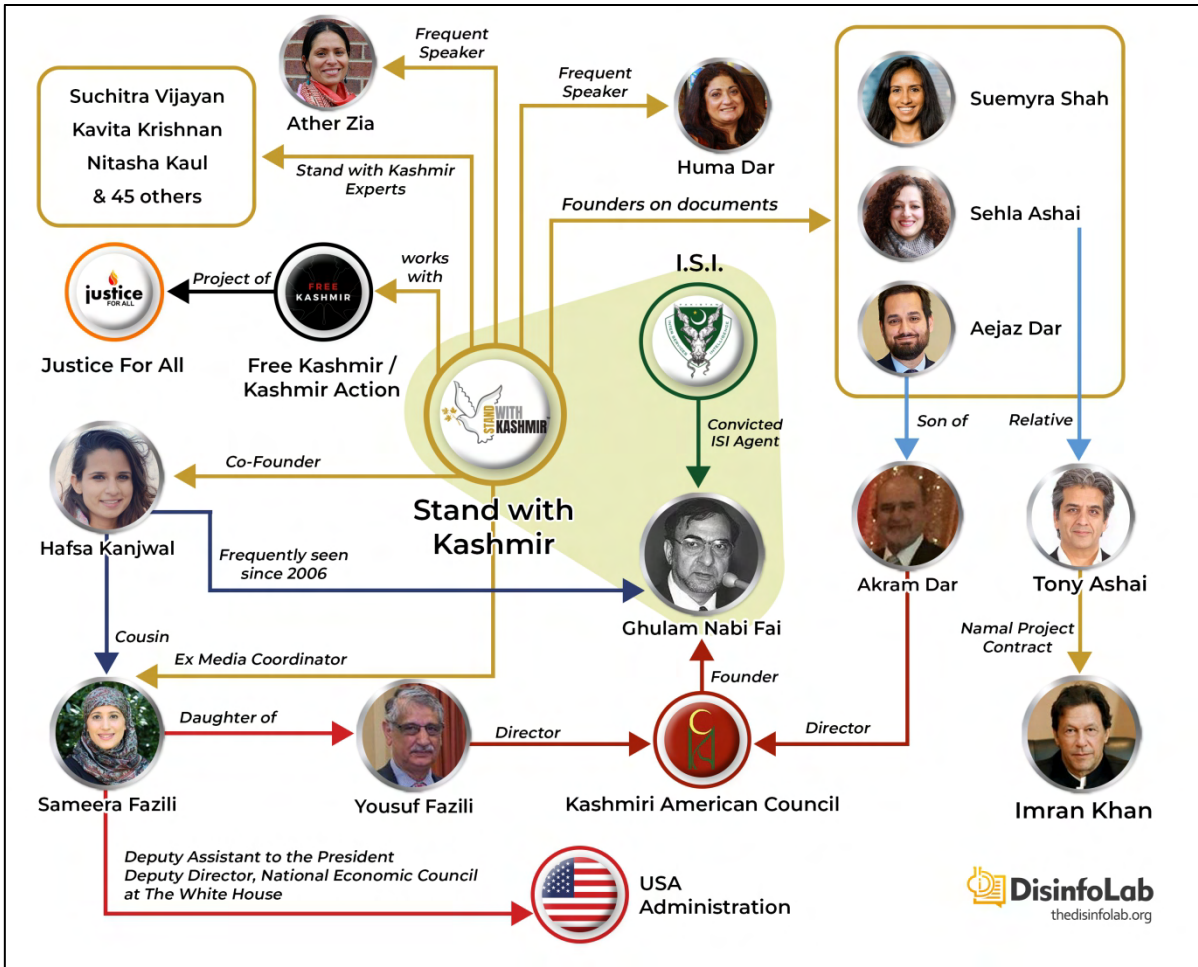 Frequent
Speaker
Ather Zia
Suchitra Vijayan
Kavita Krishnan
Nitasha Kaul
& 45 others
Stand with Kashmir
Experts
Frequent
Speaker
Huma Dar
Suemyra Shah
Sehla Ashai
Aejaz Dar
Founders on documents
justice
FOR ALL
Justice For All
Project of
FREE
KASHMIR
Free Kashmir /
Kashmir Action
works
with
I.S.I.
STAND WITH
KASHMIR
Stand with
Kashmir
Convicted
ISI Agent
Son of
Relative
Co-Founder
Hafsa Kanjwal
Frequently seen
since 2006
Ghulam Nabi Fai
Akram Dar
Tony Ashai
Cousin
Ex Media Coordinator
Founder
Namal Project
Contract
Sameera Fazili
Daughter of
Yousuf Fazili
Director
Kashmiri American Council
Director
Imran Khan
Deputy Assistant to the President
Deputy Director, National Economic Council
at The White House
USA
Administration
DisinfoLab
thedisinfolab.org